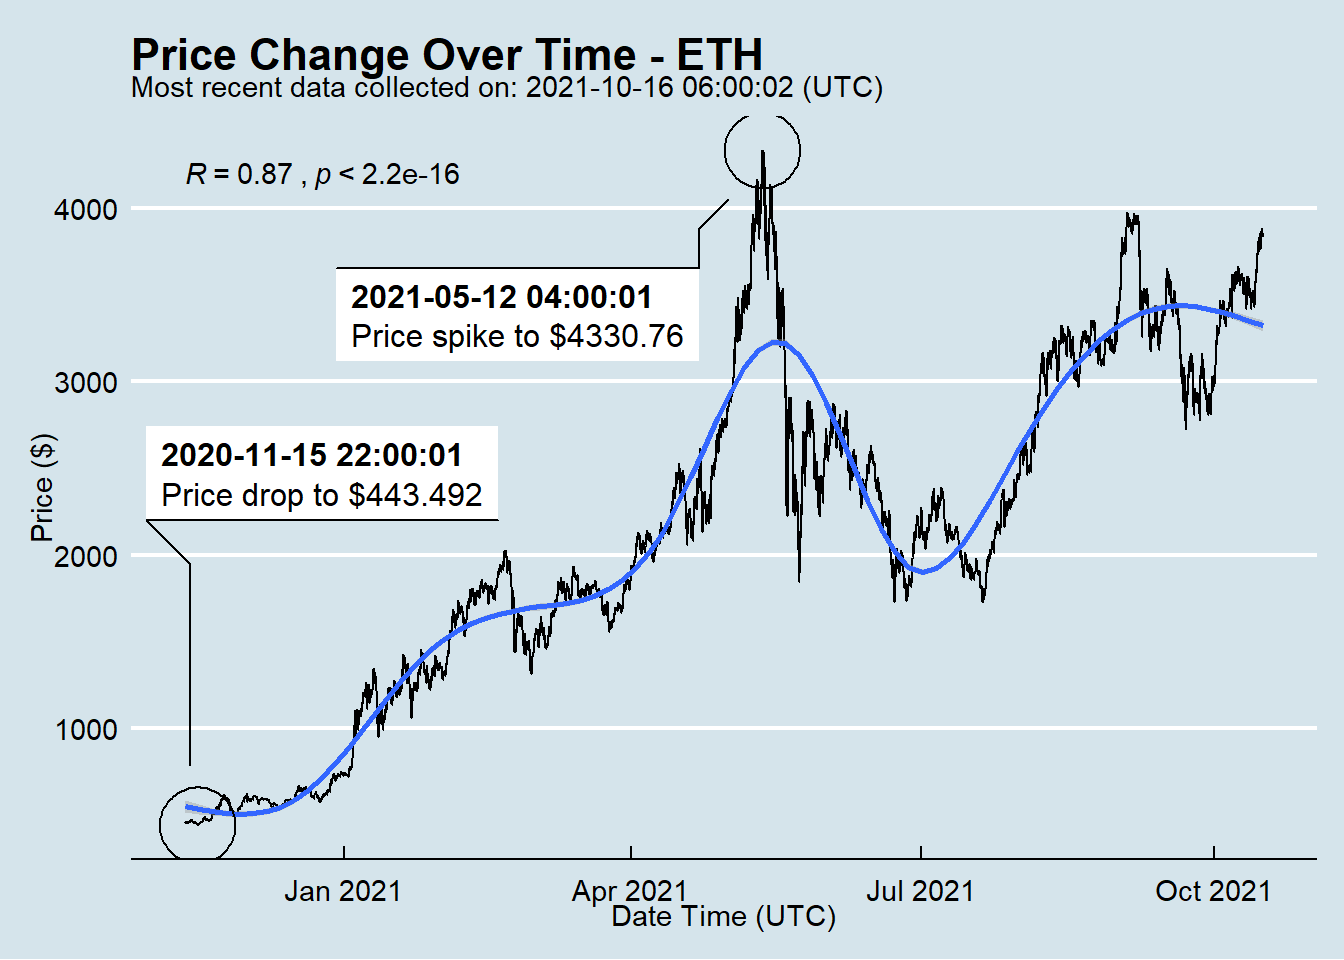 Price Change Over Time - ETH
Most recent data collected on: 2021-10-16 06:00:02 (UTC)
R = 0.87 , p < 2.2e-16
4000
2021-05-12 04:00:01
Price spike to $4330.76
3000
2020-11-15 22:00:01
Price drop to $443.492
Price ($)
2000
1000
Jan 2021 Apr 2021 Jul 2021 Oct 2021
Date Time (UTC)